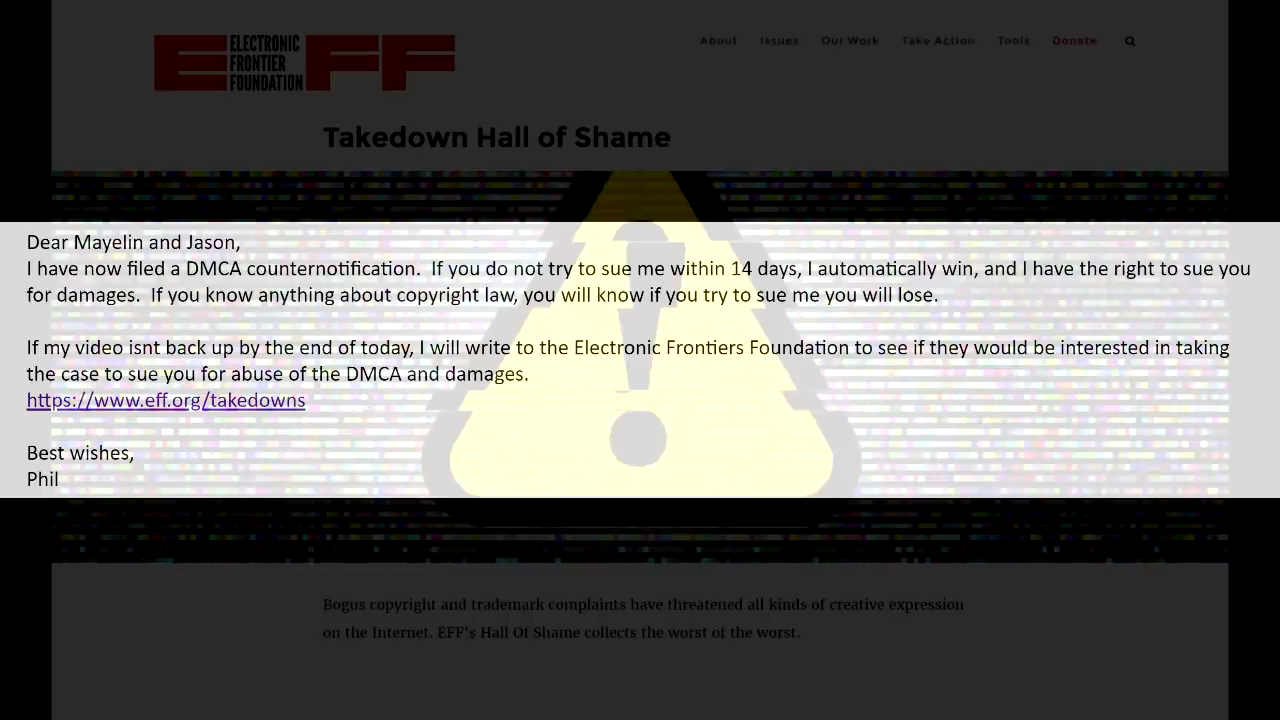 EFF ELECTRONIC FRONTIER FOUNDATION
About Issues Our Work Take Action Tools Donate
Takedown Hall of Shame
Dear Mayelin and Jason,
I have now filed a DMCA counternotification.  If you do not try to sue me within 14 days, I automatically win, and I have the right to sue you
for damages.  If you know anything about copyright law, you will know if you try to sue me you will lose.
If my video isnt back up by the end of today, I will write to the Electronic Frontiers Foundation to see if they would be interested in taking
the case to sue you for abuse of the DMCA and damages.
https://www.eff.org/takedowns
Best wishes,
Phil
Bogus copyright and trademark complaints have threatened all kinds of creative expression
on the Internet. EFF's Hall Of Shame collects the worst of the worst.